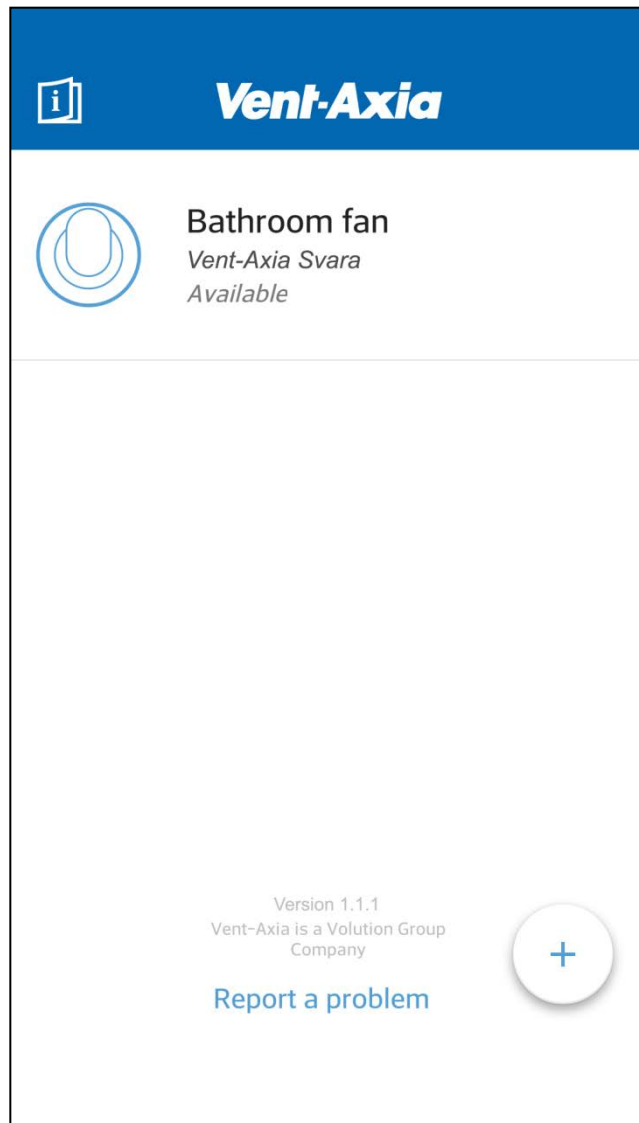 i
Vent-Axia
Bathroom fan
Vent-Axia Svara
Available
Version 1.1.1
Vent-Axia is a Volution Group
Company
+
Report a problem